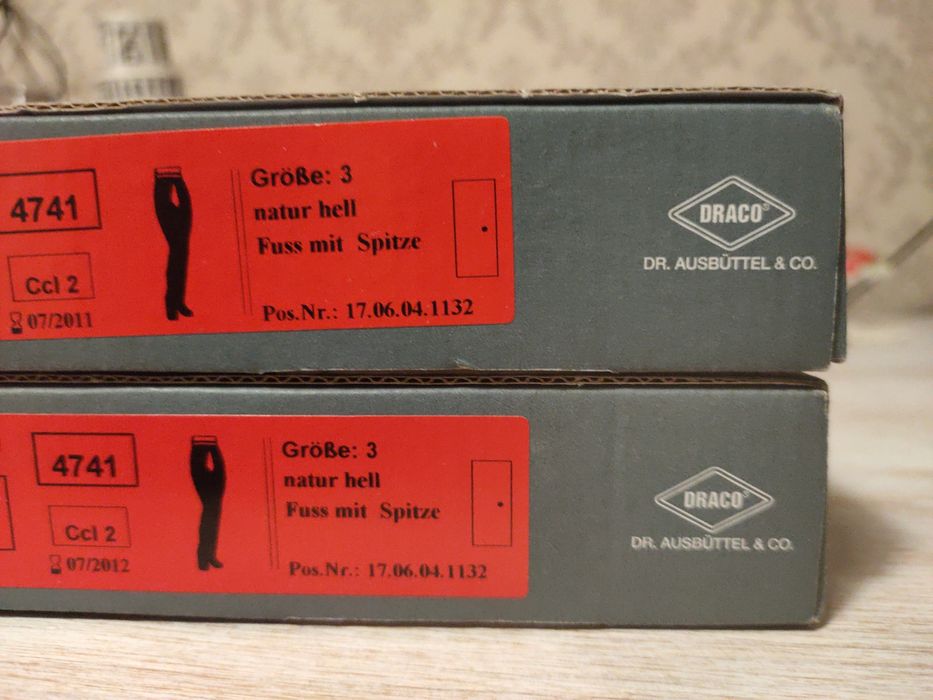 4741
Ccl 2
07/2011
Größe: 3
natur hell
Fuss mit Spitze
Pos.Nr.: 17.06.04.1132
DRACO®
DR. AUSBÜTTEL & CO.
4741
Ccl 2
07/2012
Größe: 3
natur hell
Fuss mit Spitze
Pos.Nr.: 17.06.04.1132
DRACO®
DR. AUSBÜTTEL & CO.